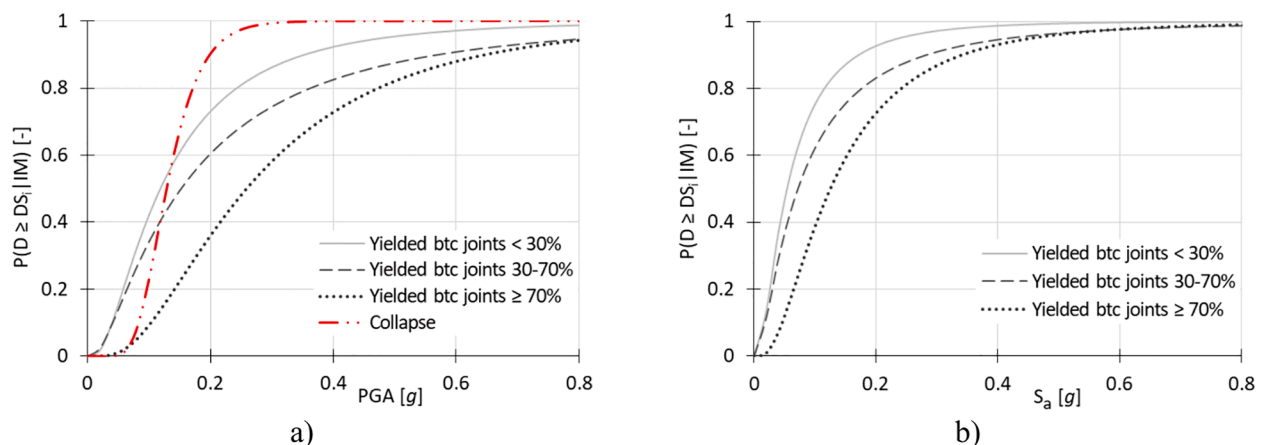 1
0.8
0.6
0.4
0.2
0
P(D ≥ DSᵢ|IM) [-]
Yielded btc joints < 30%
Yielded btc joints 30-70%
Yielded btc joints ≥ 70%
Collapse
0 0.2 0.4 0.6 0.8
PGA [g]
a)
1
0.8
0.6
0.4
0.2
0
P(D ≥ DSᵢ|IM) [-]
Yielded btc joints < 30%
Yielded btc joints 30-70%
Yielded btc joints ≥ 70%
0 0.2 0.4 0.6 0.8
Sₐ [g]
b)